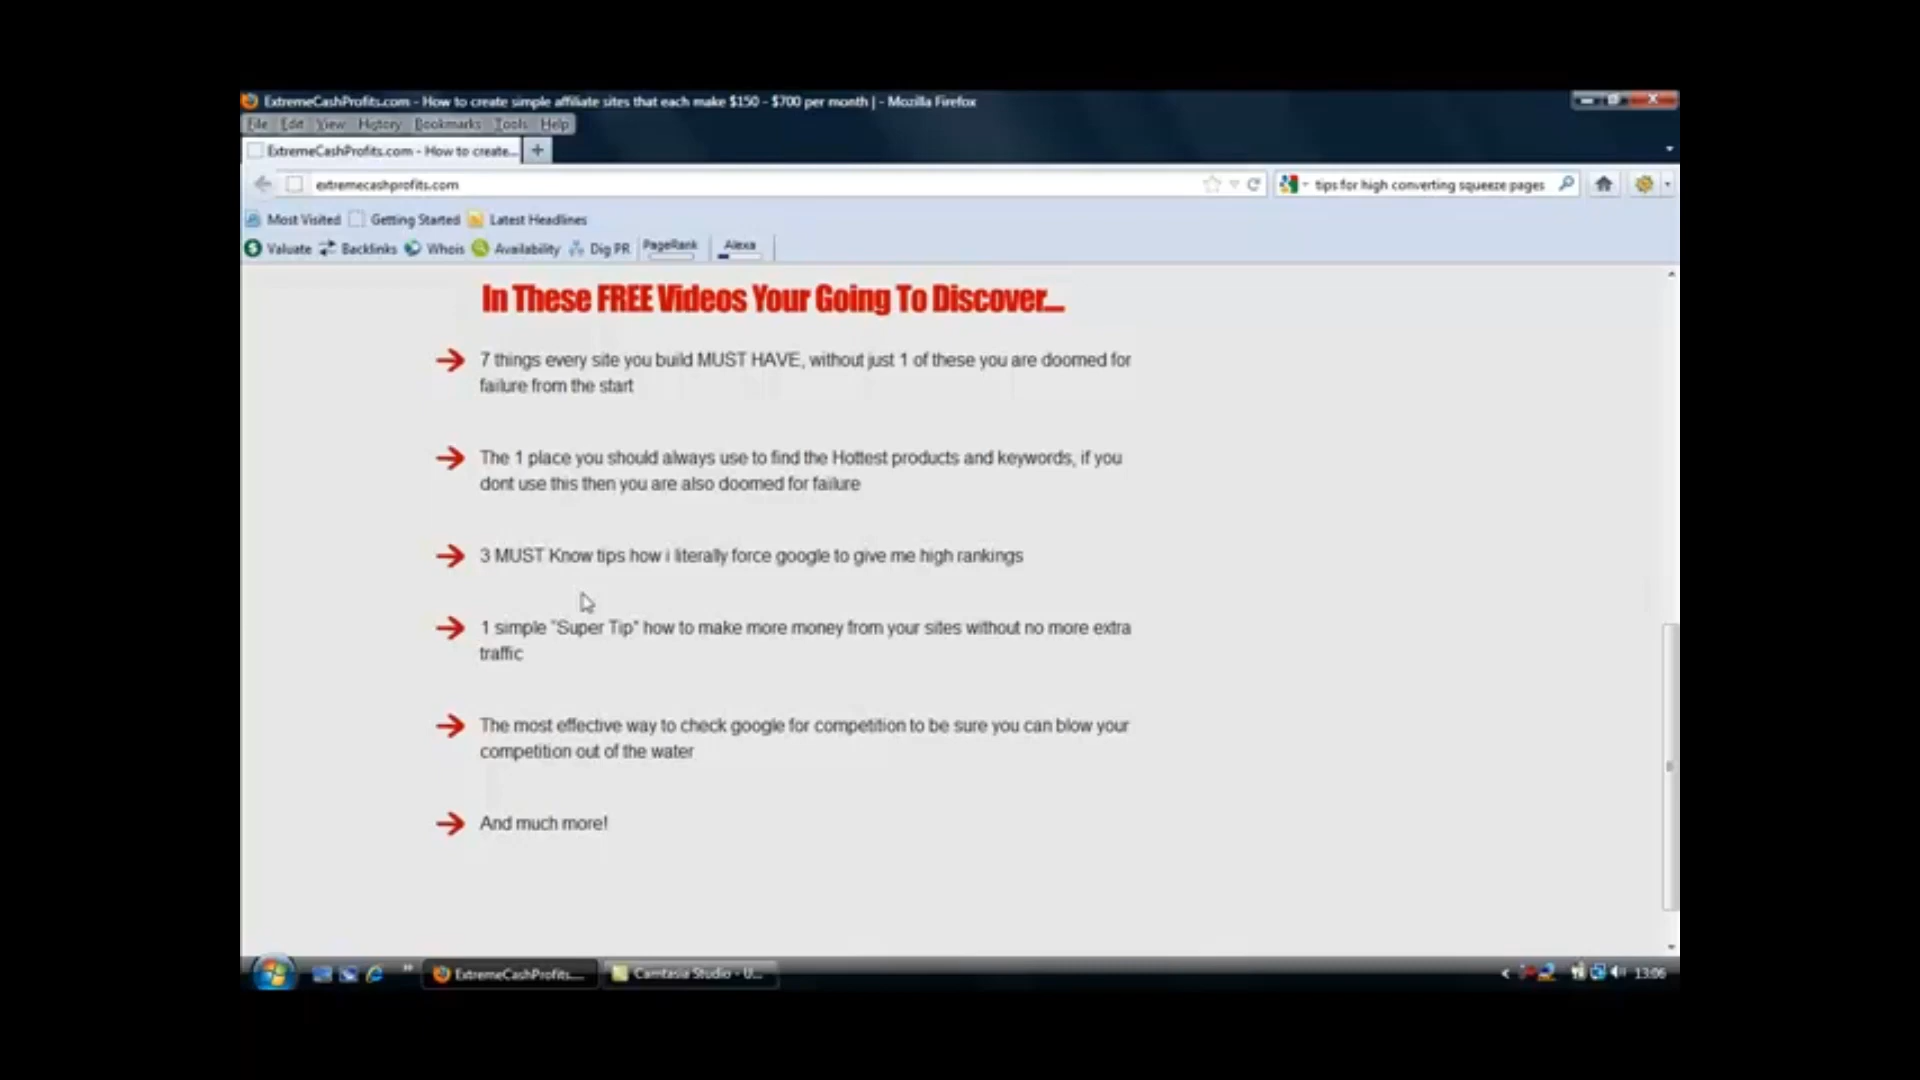 ExtremeCashProfits.com - How to create simple affiliate sites that each make $150 - $700 per month | - Mozilla Firefox
File Edit View History Bookmarks Tools Help
ExtremeCashProfits.com - How to create... +
extremecashprofits.com tips for high converting squeeze pages
Most Visited Getting Started Latest Headlines
Valuate Backlinks Whois Availability Dig PR PageRank Alexa
In These FREE Videos Your Going To Discover...
7 things every site you build MUST HAVE, without just 1 of these you are doomed for
failure from the start
The 1 place you should always use to find the Hottest products and keywords, if you
dont use this then you are also doomed for failure
3 MUST Know tips how i literally force google to give me high rankings
1 simple "Super Tip" how to make more money from your sites without no more extra
traffic
The most effective way to check google for competition to be sure you can blow your
competition out of the water
And much more!
ExtremeCashProfits.... Camtasia Studio - U... 13:06